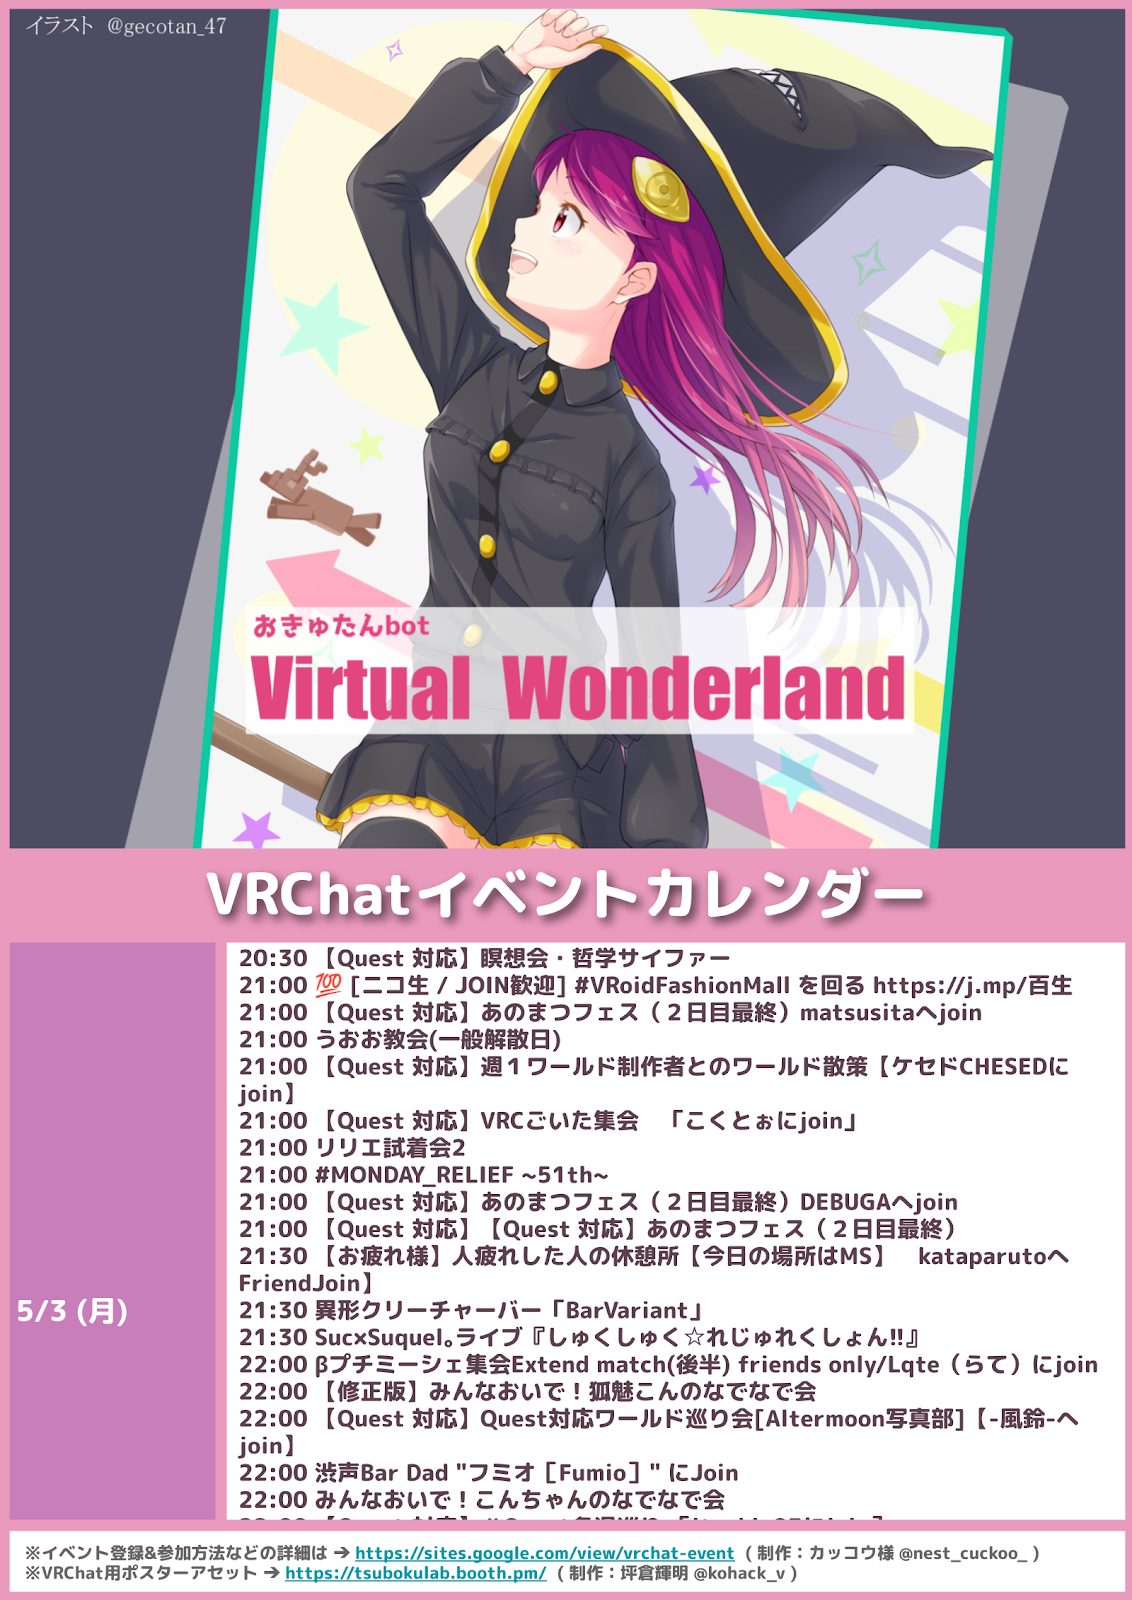 イラスト @gecotan_47
おきゅたんbot
Virtual Wonderland
VRChatイベントカレンダー
5/3 (月)
20:30 【Quest 対応】瞑想会・哲学サイファー
21:00 💯 [ニコ生 / JOIN歓迎] #VRoidFashionMall を回る https://j.mp/百生
21:00 【Quest 対応】あのまつフェス（２日目最終）matsusitaへjoin
21:00 うおお教会(一般解散日)
21:00 【Quest 対応】週１ワールド制作者とのワールド散策【ケセドCHESEDに
join】
21:00 【Quest 対応】VRCごいた集会　「こくとぉにjoin」
21:00 リリエ試着会2
21:00 #MONDAY_RELIEF ~51th~
21:00 【Quest 対応】あのまつフェス（２日目最終）DEBUGAへjoin
21:00 【Quest 対応】【Quest 対応】あのまつフェス（２日目最終）
21:30 【お疲れ様】人疲れした人の休憩所【今日の場所はMS】　kataparutoへ
FriendJoin】
21:30 異形クリーチャーバー「BarVariant」
21:30 Suc×Suquel。ライブ『しゅくしゅく☆れじゅれくしょん!!』
22:00 βプチミーシェ集会Extend match(後半) friends only/Lqte（らて）にjoin
22:00 【修正版】みんなおいで！狐魅こんのなでなで会
22:00 【Quest 対応】Quest対応ワールド巡り会[Altermoon写真部]【-風鈴-へ
join】
22:00 渋声Bar Dad "フミオ［Fumio］" にJoin
22:00 みんなおいで！こんちゃんのなでなで会
※イベント登録&参加方法などの詳細は ➔ https://sites.google.com/view/vrchat-event （ 制作：カッコウ様 @nest_cuckoo_ ）
※VRChat用ポスターアセット ➔ https://tsubokulab.booth.pm/ （ 制作：坪倉輝明 @kohack_v ）